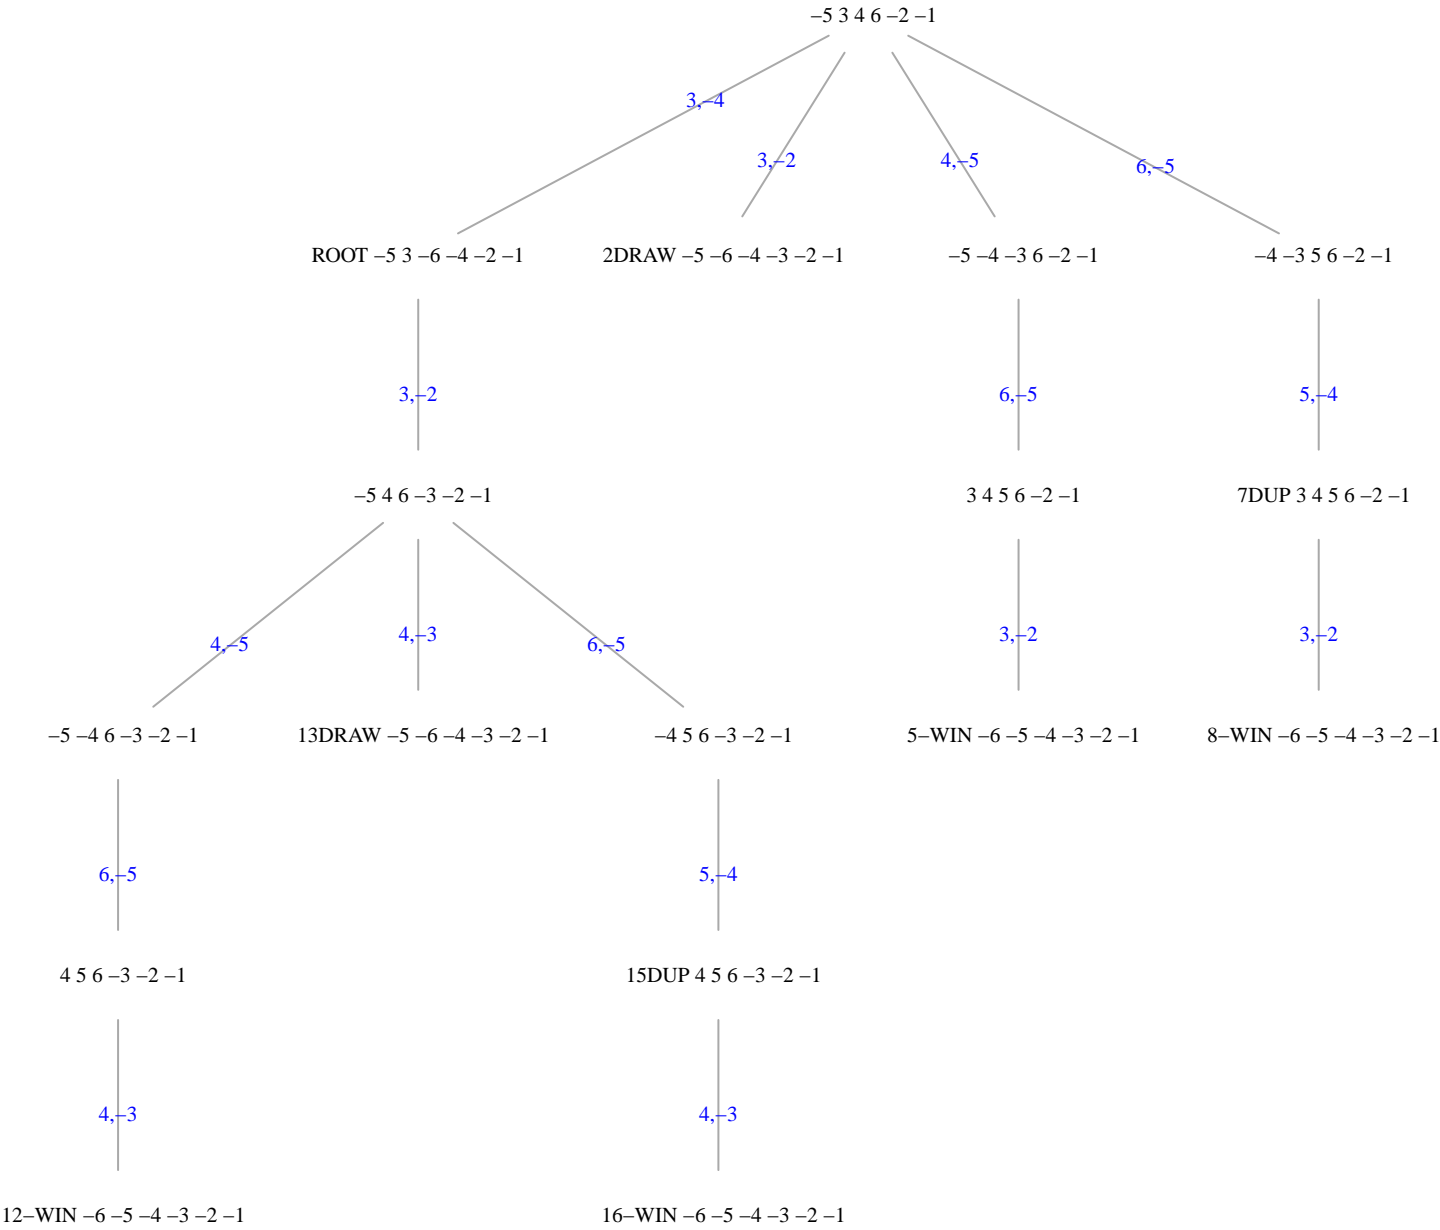 –5 3 4 6 –2 –1
3,–4
3,–2
4,–5
6,–5
ROOT –5 3 –6 –4 –2 –1
2DRAW –5 –6 –4 –3 –2 –1
–5 –4 –3 6 –2 –1
–4 –3 5 6 –2 –1
3,–2
6,–5
5,–4
–5 4 6 –3 –2 –1
3 4 5 6 –2 –1
7DUP 3 4 5 6 –2 –1
4,–5
4,–3
6,–5
3,–2
3,–2
–5 –4 6 –3 –2 –1
13DRAW –5 –6 –4 –3 –2 –1
–4 5 6 –3 –2 –1
5–WIN –6 –5 –4 –3 –2 –1
8–WIN –6 –5 –4 –3 –2 –1
6,–5
5,–4
4 5 6 –3 –2 –1
15DUP 4 5 6 –3 –2 –1
4,–3
4,–3
12–WIN –6 –5 –4 –3 –2 –1
16–WIN –6 –5 –4 –3 –2 –1